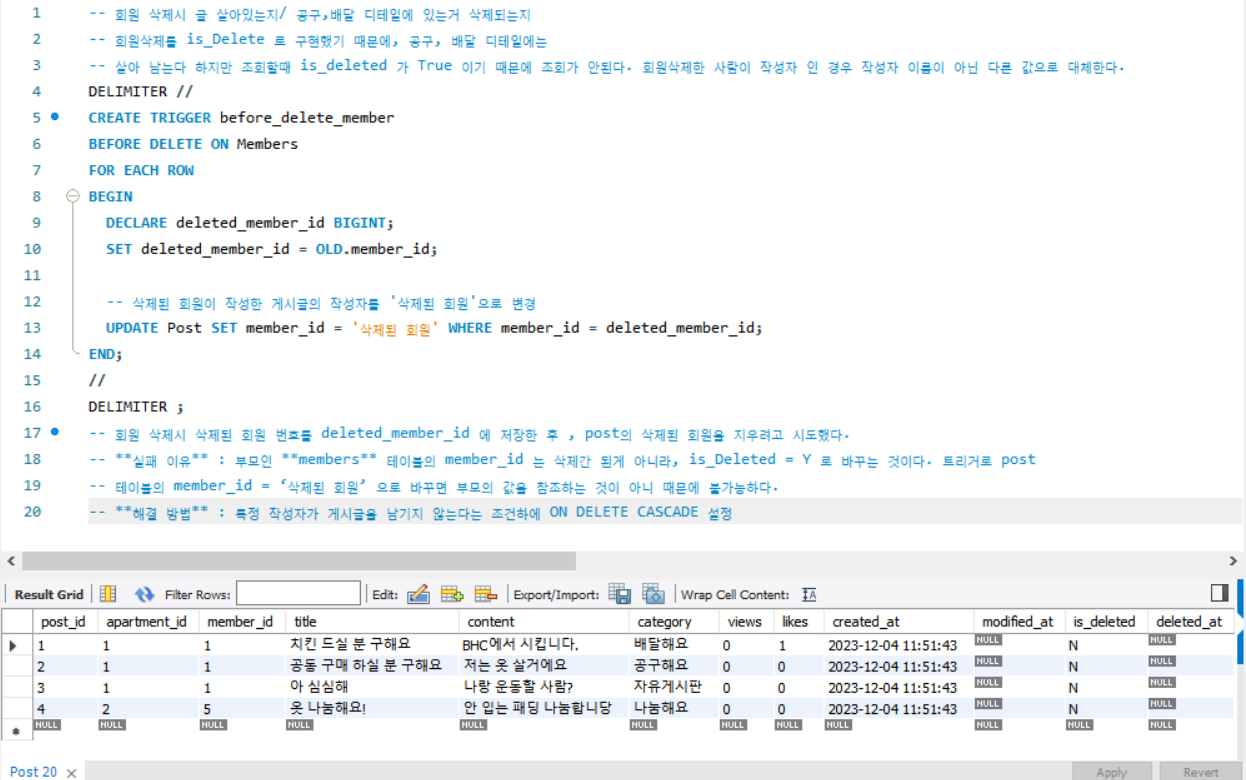 1 -- 회원 삭제시 글 살아있는지/ 공구,배달 디테일에 있는거 삭제되는지
2 -- 회원삭제를 is_Delete 로 구현했기 때문에, 공구, 배달 디테일에는
3 -- 살아 남는다 하지만 조회할때 is_deleted 가 True 이기 때문에 조회가 안된다. 회원삭제한 사람이 작성자 인 경우 작성자 이름이 아닌 다른 값으로 대체한다.
4 DELIMITER //
5 CREATE TRIGGER before_delete_member
6 BEFORE DELETE ON Members
7 FOR EACH ROW
8 BEGIN
9 DECLARE deleted_member_id BIGINT;
10 SET deleted_member_id = OLD.member_id;
11
12 -- 삭제된 회원이 작성한 게시글의 작성자를 '삭제된 회원'으로 변경
13 UPDATE Post SET member_id = '삭제된 회원' WHERE member_id = deleted_member_id;
14 END;
15 //
16 DELIMITER ;
17 -- 회원 삭제시 삭제된 회원 번호를 deleted_member_id 에 저장한 후 , post의 삭제된 회원을 지우려고 시도했다.
18 -- **실패 이유** : 부모인 **members** 테이블의 member_id 는 삭제간 된게 아니라, is_Deleted = Y 로 바꾸는 것이다. 트리거로 post
19 -- 테이블의 member_id = ‘삭제된 회원’ 으로 바꾸면 부모의 값을 참조하는 것이 아니 때문에 불가능하다.
20 -- **해결 방법** : 특정 작성자가 게시글을 남기지 않는다는 조건하에 ON DELETE CASCADE 설정
Result Grid Filter Rows: Edit: Export/Import: Wrap Cell Content:
post_id apartment_id member_id title content category views likes created_at modified_at is_deleted deleted_at
1 1 1 치킨 드실 분 구해요 BHC에서 시킵니다. 배달해요 0 1 2023-12-04 11:51:43 NULL N NULL
2 1 1 공동 구매 하실 분 구해요 저는 옷 살거에요 공구해요 0 0 2023-12-04 11:51:43 NULL N NULL
3 1 1 아 심심해 나랑 운동할 사람? 자유게시판 0 0 2023-12-04 11:51:43 NULL N NULL
4 2 5 옷 나눔해요! 안 입는 패딩 나눔합니당 나눔해요 0 0 2023-12-04 11:51:43 NULL N NULL
NULL NULL NULL NULL NULL NULL NULL NULL NULL NULL NULL NULL
Post 20 Apply Revert